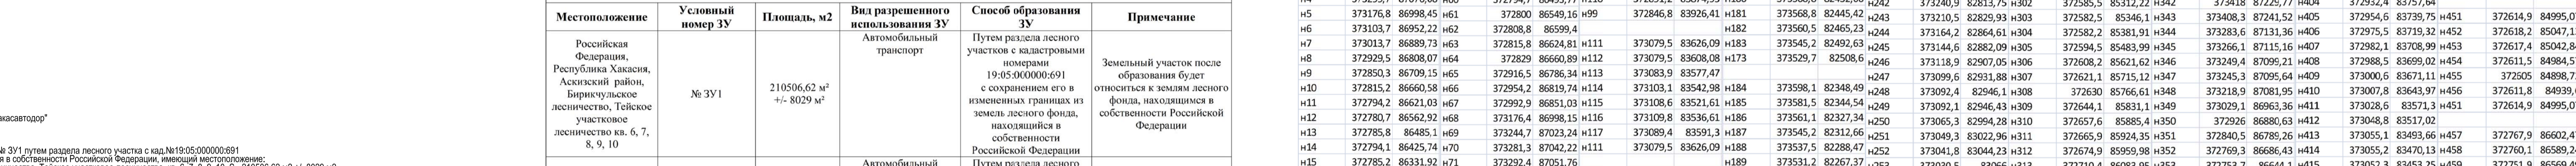 акасавтодор"
№ ЗУ1 путем раздела лесного участка с кад.№19:05:000000:691
я в собственности Российской Федерации, имеющий местоположение:
Местоположение
Условный
номер ЗУ
Площадь, м2
Вид разрешенного
использования ЗУ
Способ образования
ЗУ
Примечание
Российская
Федерация,
Республика Хакасия,
Аскизский район,
Бирикчульское
лесничество, Тейское
участковое
лесничество кв. 6, 7,
8, 9, 10
№ ЗУ1
210506,62 м²
+/- 8029 м²
Автомобильный
транспорт
Путем раздела лесного
участков с кадастровыми
номерами
19:05:000000:691
с сохранением его в
измененных границах из
земель лесного фонда,
находящийся в
собственности
Российской Федерации
Земельный участок после
образования будет
относиться к землям лесного
фонда, находящимся в
собственности Российской
Федерации
Автомобильный
Путем раздела лесного
н5 373176,8 86998,45 н61 372800 86549,16 н99 372846,8 83926,41 н181 373568,8 82445,42 н243 373210,5 82829,93 н303 372582,5 85346,1 н343 373408,3 87241,52 н405 372954,6 83739,75 н451 372614,9
н6 373103,7 86952,22 н62 372808,8 86599,4 н182 373560,5 82465,23 н244 373164,2 82864,61 н304 372582,2 85381,91 н344 373283,6 87131,36 н406 372975,5 83719,32 н452 372618,2
н7 373013,7 86889,73 н63 372815,8 86624,81 н111 373079,5 83626,09 н183 373542,5 82492,63 н245 373144,6 82882,09 н305 372594,5 85483,99 н345 373266,1 87115,16 н407 372982,1 83708,99 н453 372617,4
н8 372929,5 86808,07 н64 372829 86660,89 н112 373079,5 83608,08 н173 373529,7 82508,6 н246 373118,9 82907,05 н306 372608,2 85621,62 н346 373249,4 87099,21 н408 372988,5 83699,02 н454 372611,5
н9 372850,3 86709,15 н65 372916,5 86786,34 н113 373083,9 83577,47 н247 373099,6 82931,88 н307 372621,1 85715,12 н347 373245,3 87095,64 н409 373000,6 83671,11 н455 372505
н10 372815,2 86660,58 н66 372954,2 86819,74 н114 373103,1 83542,98 н184 373598,1 82348,49 н248 373092,4 82946,1 н308 372630 85766,61 н348 373218,9 87081,95 н410 373007,8 83643,97 н456 372611,8
н11 372794,2 86621,03 н67 372992,9 86851,03 н115 373108,6 83521,61 н185 373581,5 82344,54 н249 373092,1 82946,43 н309 372644,1 85831,1 н349 373029,1 86963,36 н411 373028,6 83571,3 н451 372614,9
н12 372780,7 86562,92 н68 373176,4 86998,15 н116 373109,8 83536,61 н186 373561,1 82327,34 н250 373065,3 82994,28 н310 372657,6 85885,4 н350 372926 86880,63 н412 373048,8 83517,02
н13 372785,8 86485,1 н69 373244,7 87023,24 н117 373089,4 83591,3 н187 373545,2 82312,66 н251 373049,3 83022,96 н311 372665,9 85924,35 н351 372840,5 86789,26 н413 373055,1 83493,66 н457 372767,9
н14 372794,1 86425,74 н70 373281,3 87042,22 н111 373079,5 83626,09 н188 373537,5 82288,47 н252 373041,8 83044,23 н312 372674,9 85959,98 н352 372769,3 86686,43 н414 373055,2 83470,13 н458 372760,1
н15 372785,2 86331,92 н71 373292,4 87051,76 н189 373531,2 82267,37